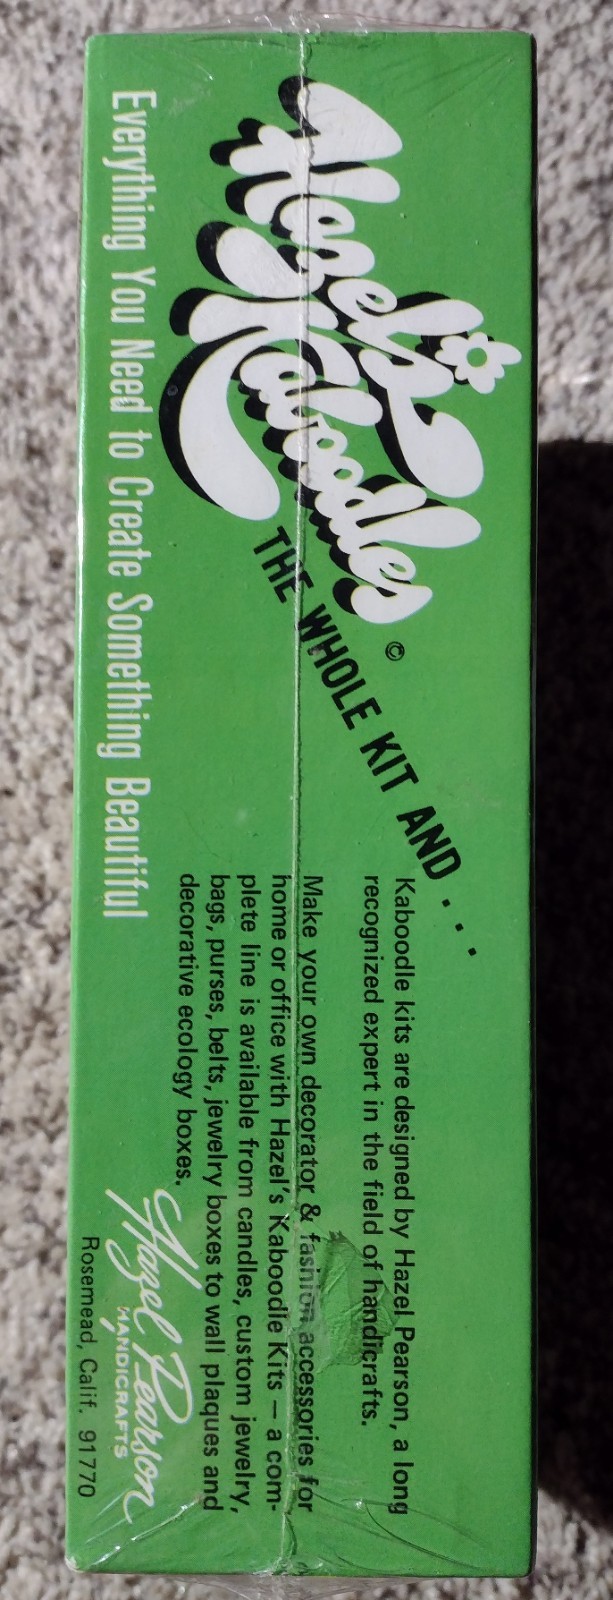 Hazel's
Kaboodles ©
THE WHOLE KIT AND . . .
Everything You Need to Create Something Beautiful
Kaboodle kits are designed by Hazel Pearson, a long
recognized expert in the field of handicrafts.
Make your own decorator & fashion accessories for
home or office with Hazel's Kaboodle Kits — a com-
plete line is available from candles, custom jewelry,
bags, purses, belts, jewelry boxes to wall plaques and
decorative ecology boxes.
Hazel Pearson
HANDICRAFTS
Rosemead, Calif. 91770